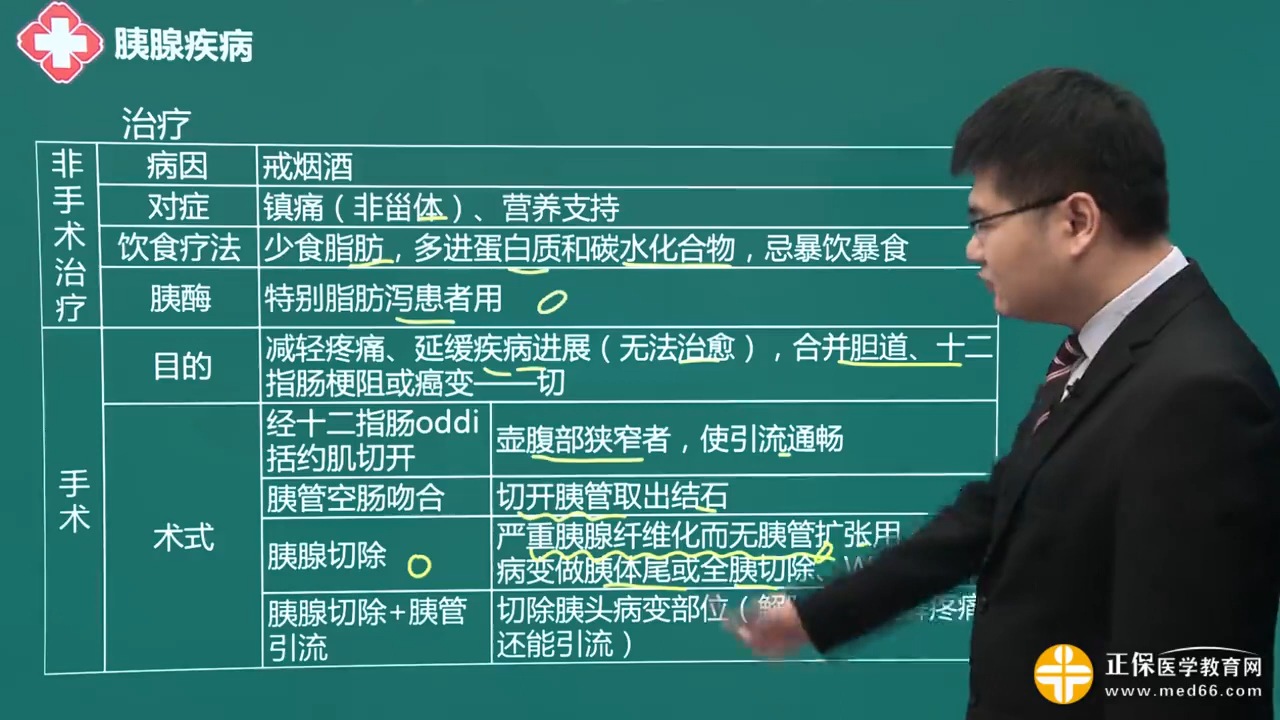 胰腺疾病
治疗
非手术治疗
病因 戒烟酒
对症 镇痛（非甾体）、营养支持
饮食疗法 少食脂肪，多进蛋白质和碳水化合物，忌暴饮暴食
胰酶 特别脂肪泻患者用
手术
目的 减轻疼痛、延缓疾病进展（无法治愈），合并胆道、十二
指肠梗阻或癌变——切
术式
经十二指肠oddi
括约肌切开
壶腹部狭窄者，使引流通畅
胰管空肠吻合 切开胰管取出结石
胰腺切除
严重胰腺纤维化而无胰管扩张用
病变做胰体尾或全胰切除、
胰腺切除+胰管
引流
切除胰头病变部位（解 疼痛
还能引流）
正保医学教育网
www.med66.com